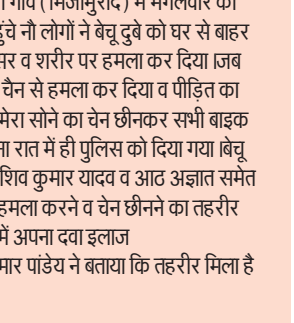 गांव ( मिर्जामुराद ) में मंगलवार को
पहुंचे नौ लोगों ने बेचू दुबे को घर से बाहर
सर व शरीर पर हमला कर दिया।जब
चैन से हमला कर दिया व पीड़ित का
मेरा सोने का चेन छीनकर सभी बाइक
रात में ही पुलिस को दिया गया।बेचू
शिव कुमार यादव व आठ अज्ञात समेत
हमला करने व चेन छीनने का तहरीर
में अपना दवा इलाज
मार पांडेय ने बताया कि तहरीर मिला है